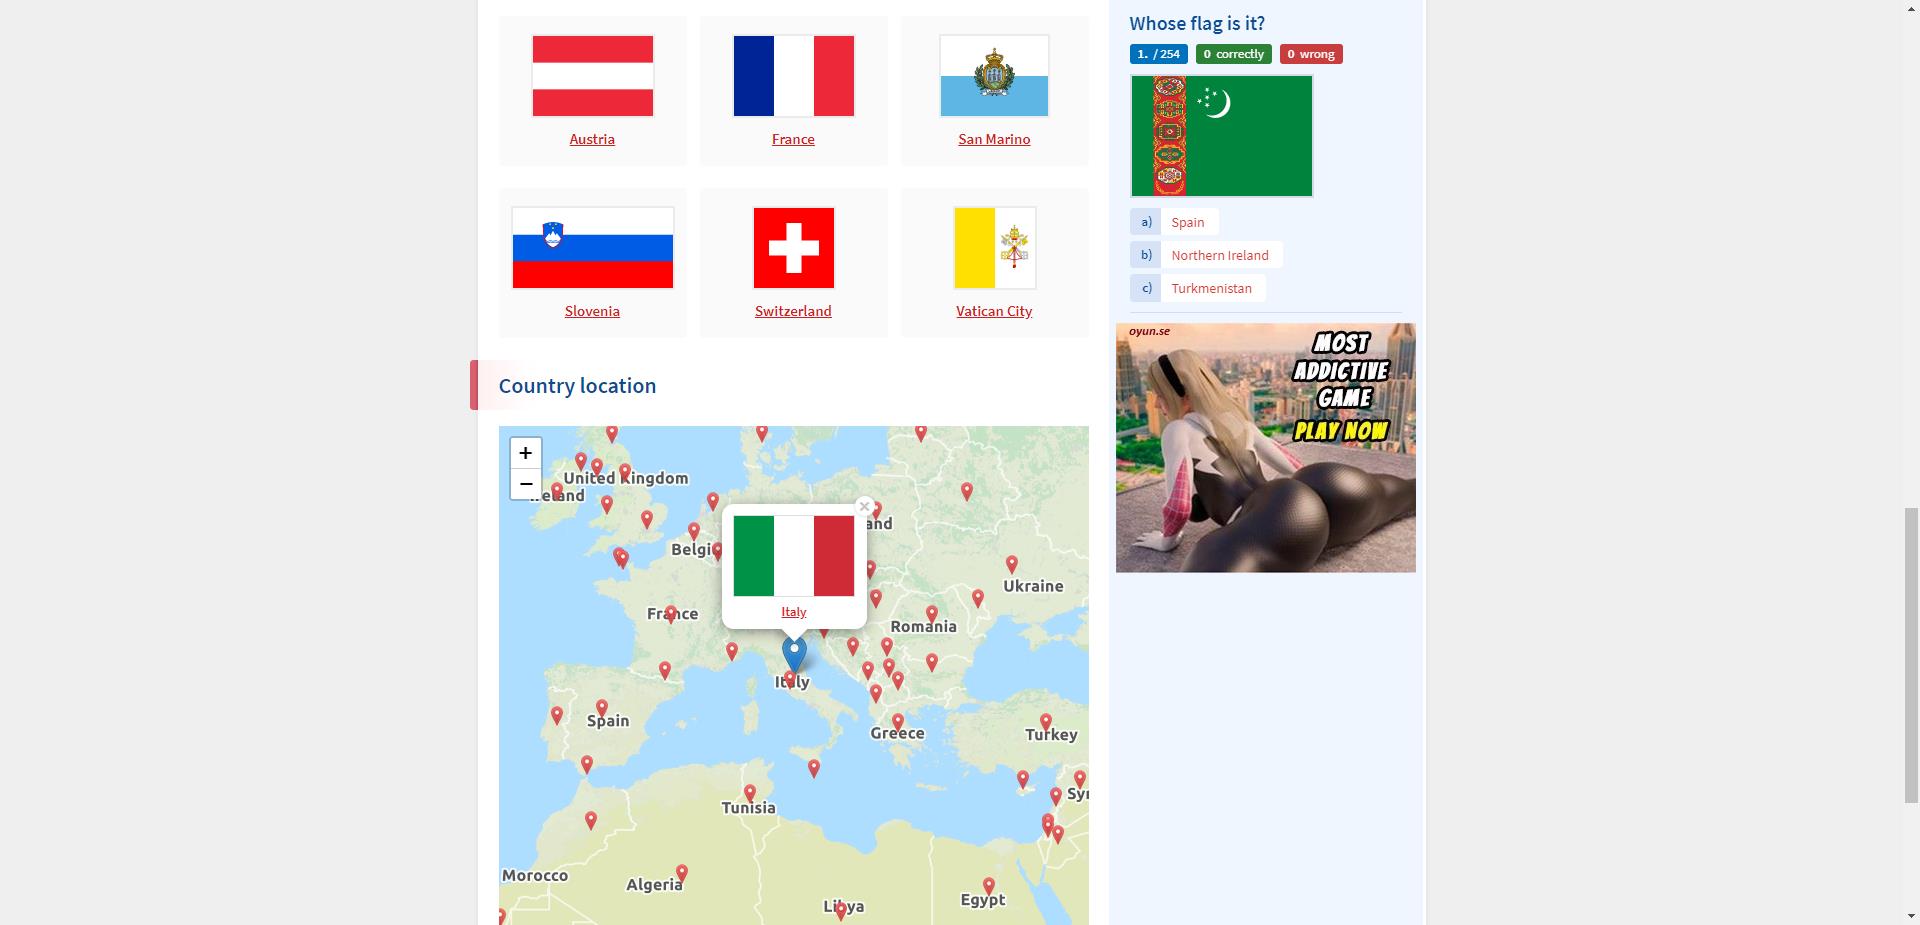 Austria
France
San Marino
Slovenia
Switzerland
Vatican City
Country location
+
−
United Kingdom
Ireland
Belgi
and
Ukraine
France
Italy
Romania
Italy
Spain
Greece
Turkey
Tunisia
Syr
Morocco
Algeria
Libya
Egypt
Whose flag is it?
1. / 254 0 correctly 0 wrong
a) Spain
b) Northern Ireland
c) Turkmenistan
oyun.se
MOST
ADDICTIVE
GAME
PLAY NOW